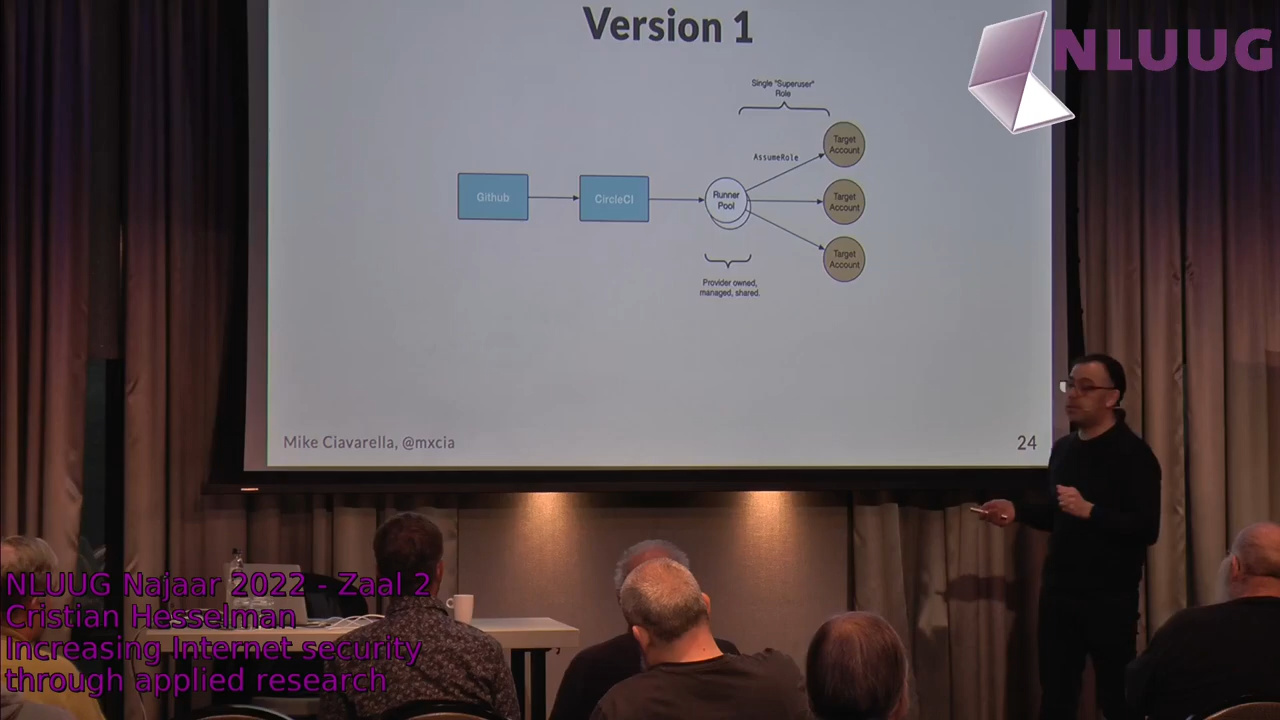 Version 1
NLUUG
Single "Superuser"
Role
AssumeRole
Target
Account
Github
CircleCI
Runner
Pool
Target
Account
Target
Account
Provider owned,
managed, shared.
Mike Ciavarella, @mxcia
24
NLUUG Najaar 2022 - Zaal 2
Cristian Hesselman
Increasing Internet security
through applied research